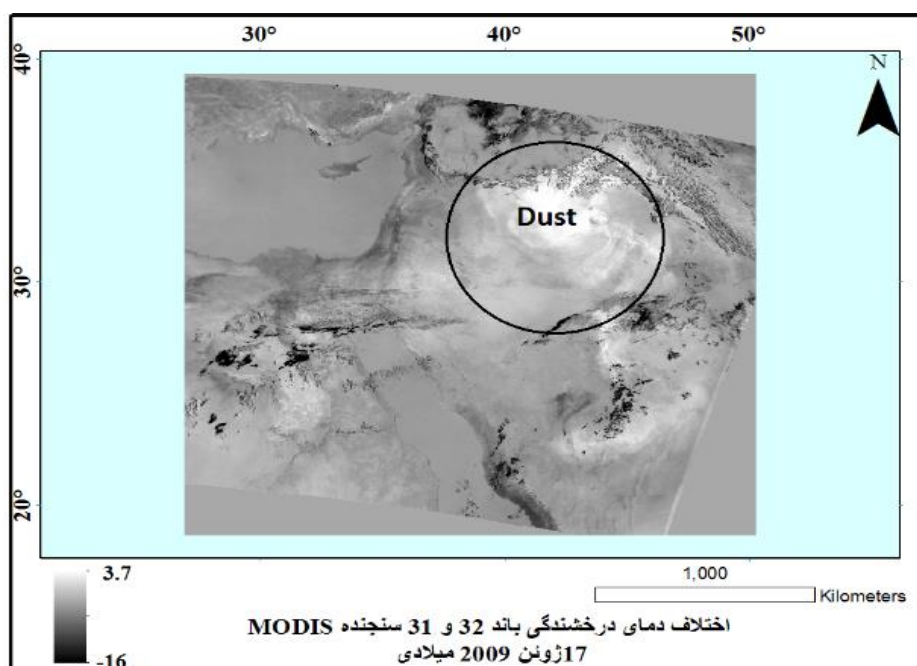 30° 40° 50°
40°
N
Dust
30°
20°
3.7
1,000
Kilometers
-16
اختلاف دمای درخشندگی باند 32 و 31 سنجنده MODIS
17ژوئن 2009 میلادی